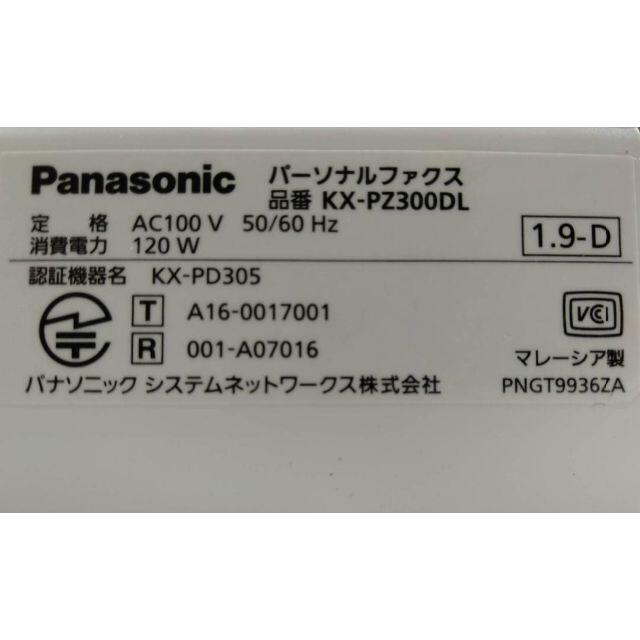 Panasonic パーソナルファクス
品番 KX-PZ300DL
定 格 AC100 V 50/60 Hz
消費電力 120 W
1.9-D
認証機器名 KX-PD305
T A16-0017001
R 001-A07016
VCI
マレーシア製
パナソニック システムネットワークス株式会社 PNGT9936ZA